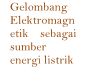 Gelombang
Elektromagn
etik sebagai
sumber
energi listrik